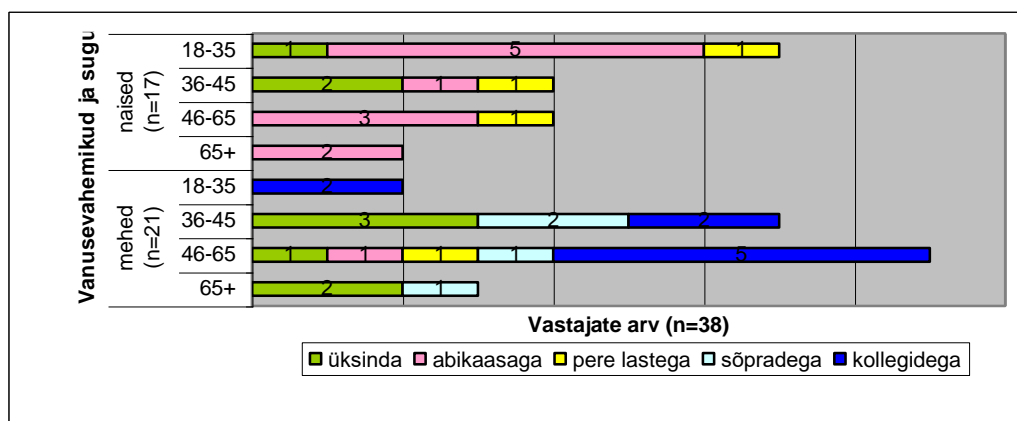 Vanusevahemikud ja sugu
naised
(n=17)
18-35
1 5 1
36-45
2 1 1
46-65
3 1
65+
2
mehed
(n=21)
18-35
2
36-45
3 2 2
46-65
1 1 1 1 5
65+
2 1
Vastajate arv (n=38)
üksinda abikaasaga pere lastega sõpradega kollegidega